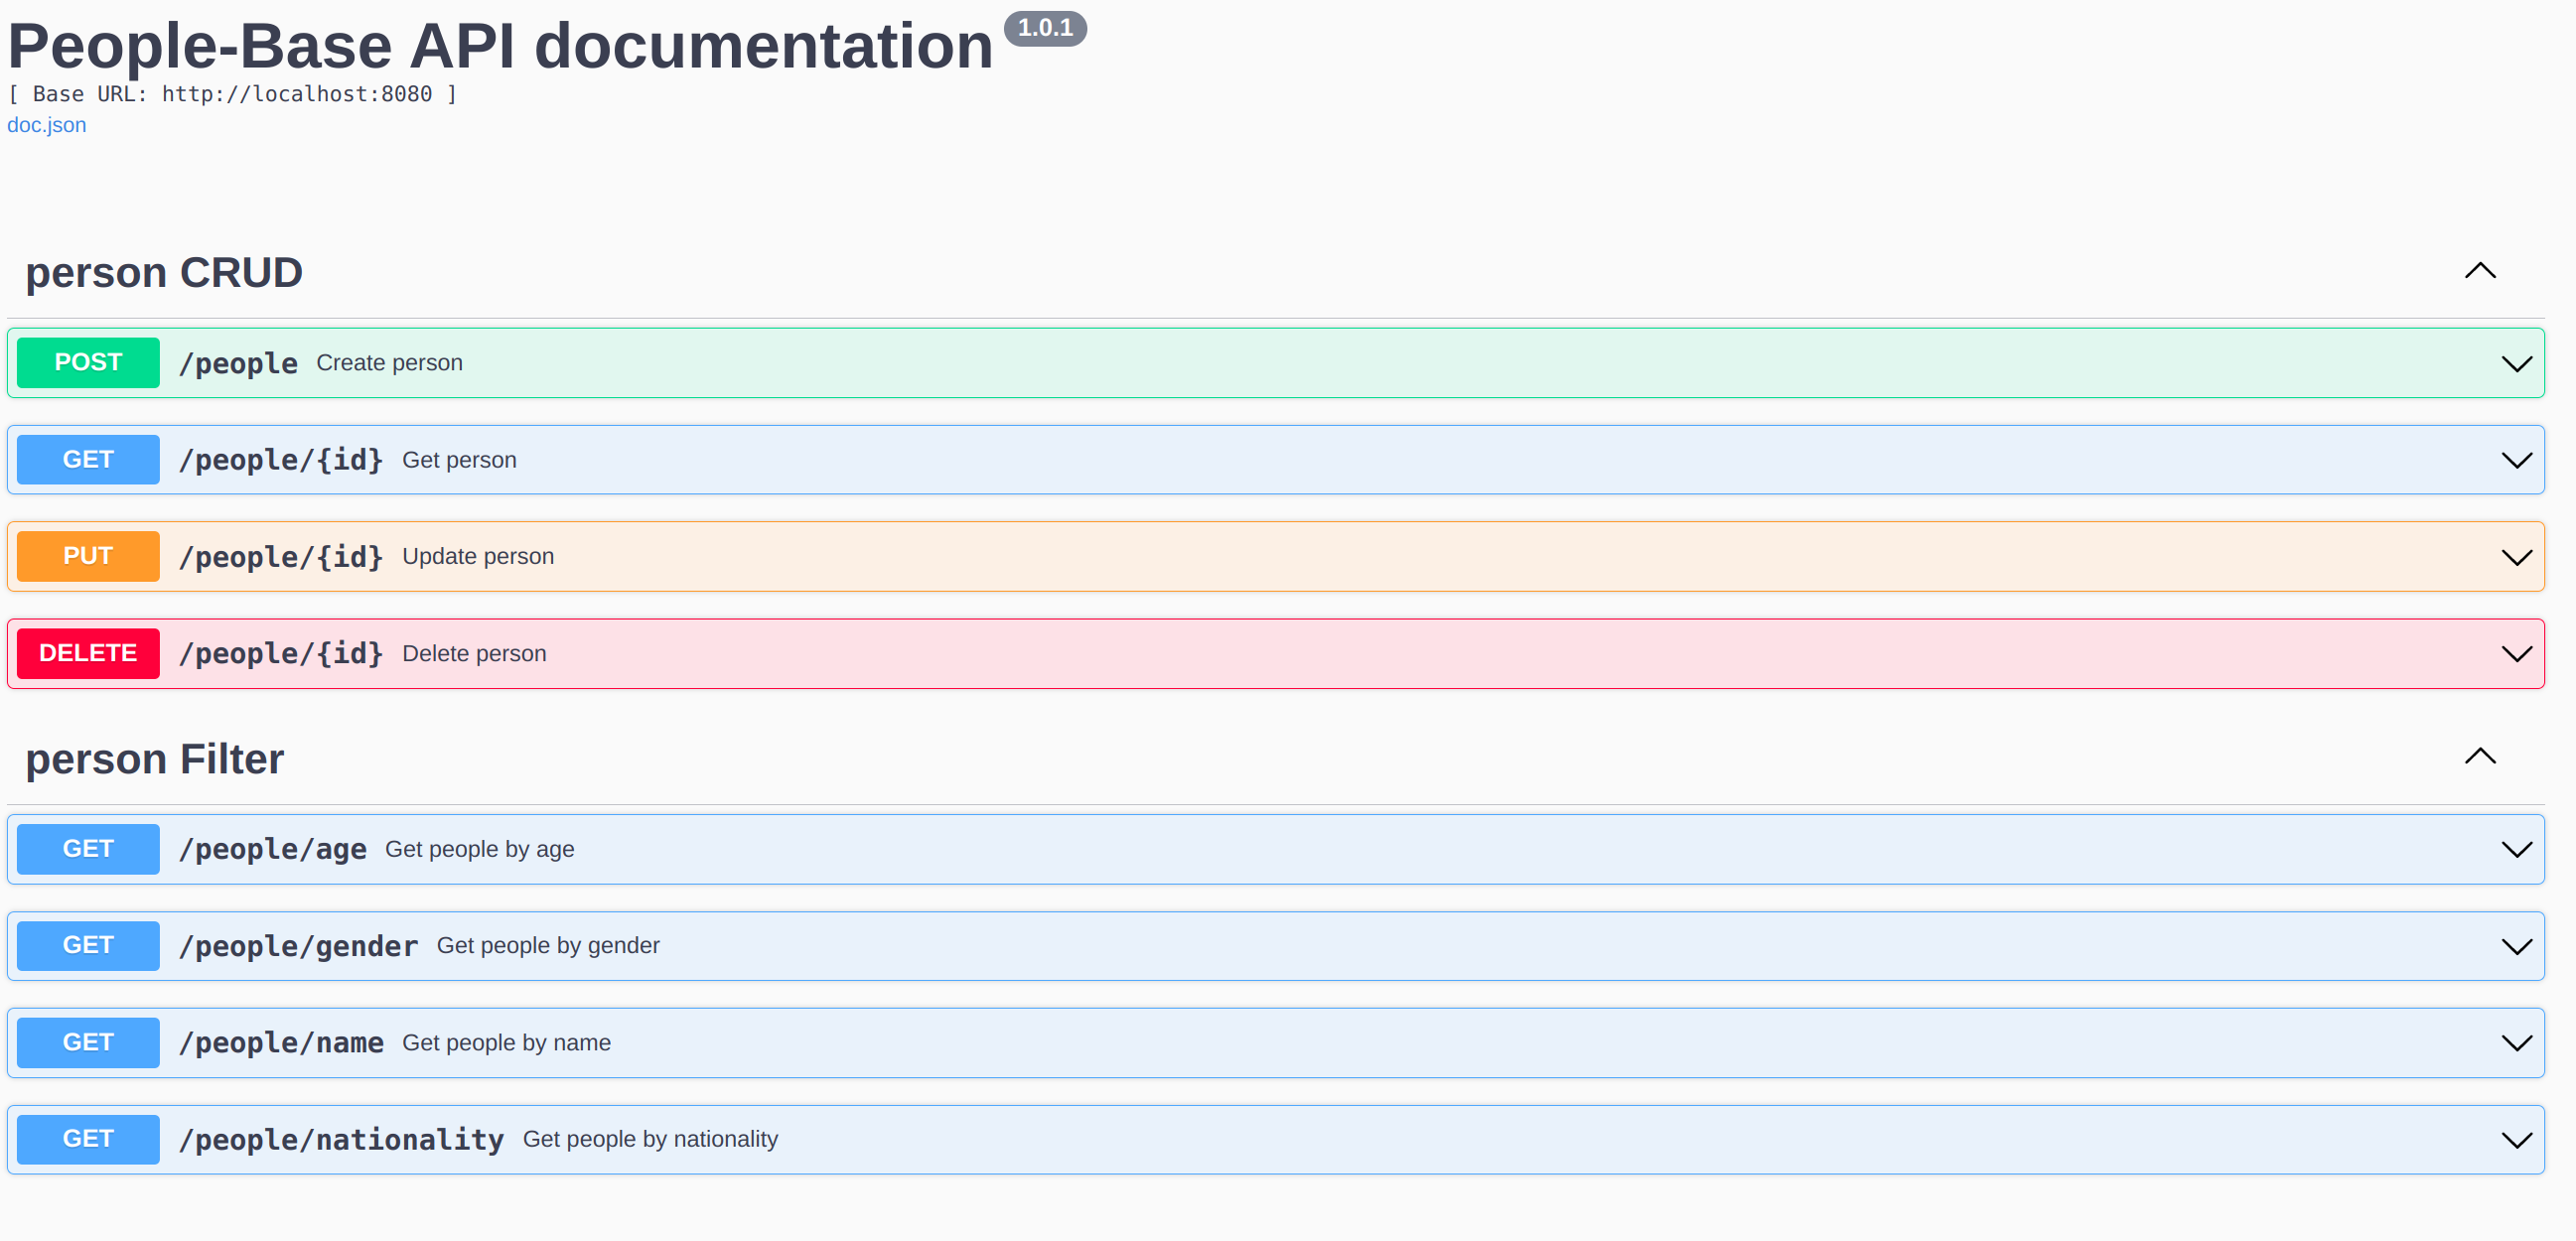 People-Base API documentation 1.0.1
[ Base URL: http://localhost:8080 ]
doc.json
person CRUD
POST /people Create person
GET /people/{id} Get person
PUT /people/{id} Update person
DELETE /people/{id} Delete person
person Filter
GET /people/age Get people by age
GET /people/gender Get people by gender
GET /people/name Get people by name
GET /people/nationality Get people by nationality